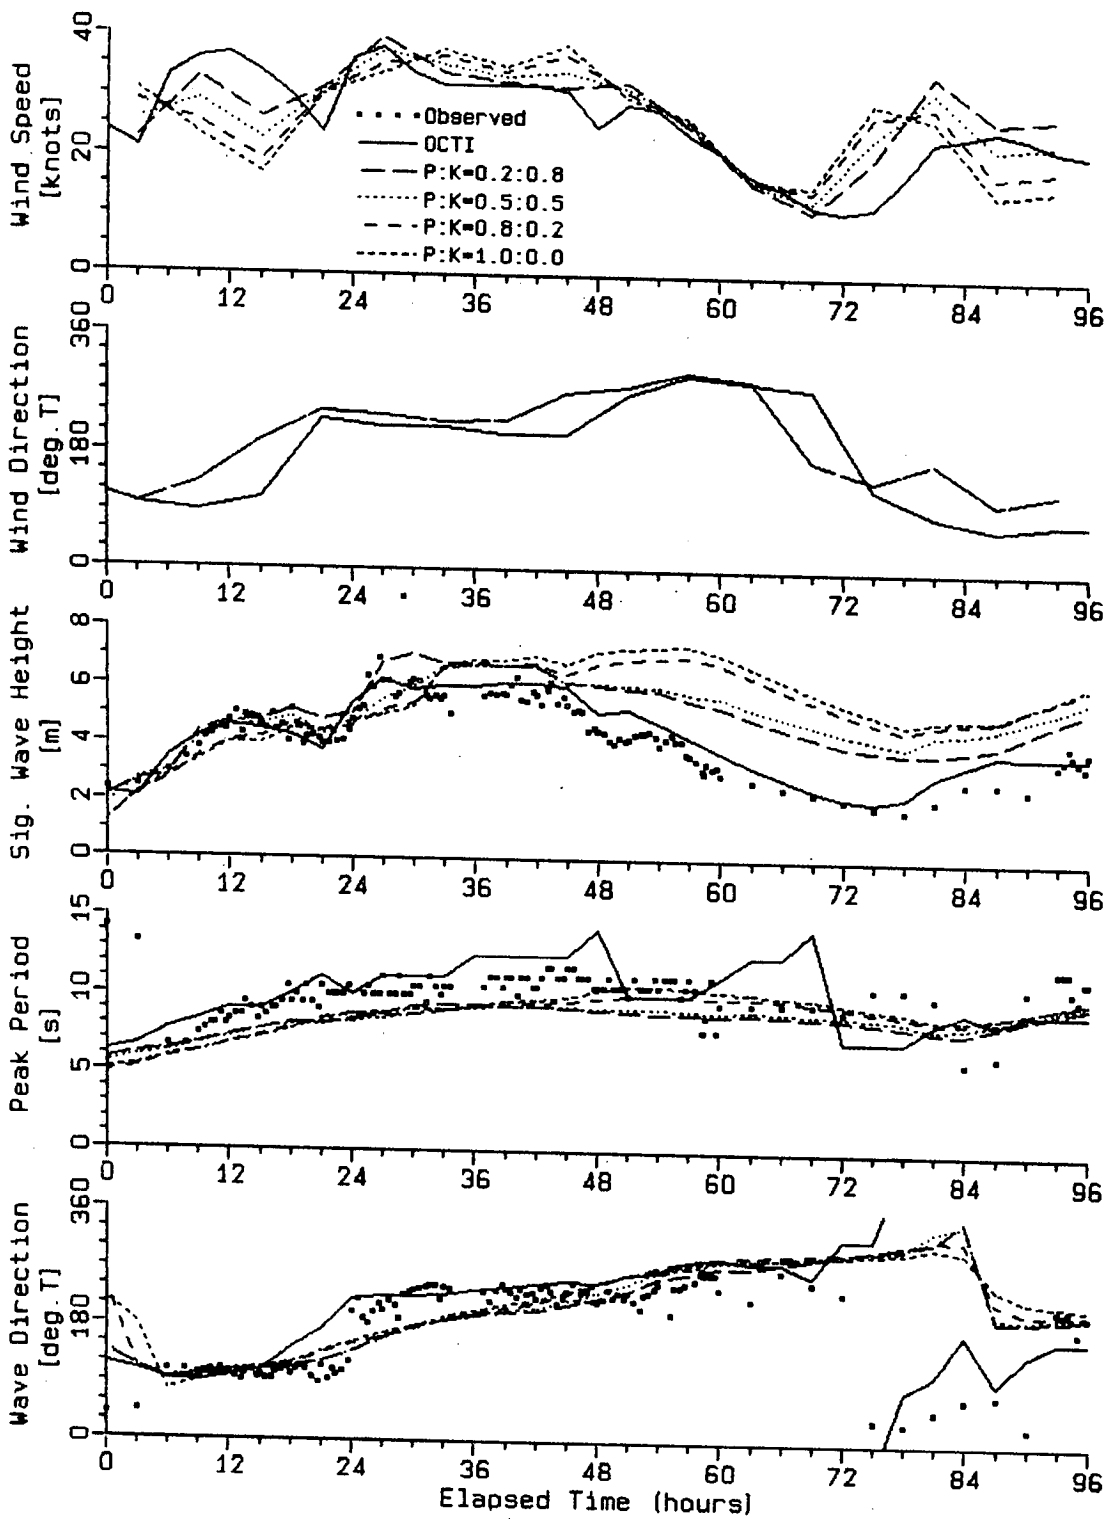 Wind Speed
[knots]
40
20
0
Observed
OCTI
P:K=0.2:0.8
P:K=0.5:0.5
P:K=0.8:0.2
P:K=1.0:0.0
0 12 24 36 48 60 72 84 96
Wind Direction
[deg.T]
360
180
0
0 12 24 36 48 60 72 84 96
Sig. Wave Height
[m]
8
6
4
2
0
0 12 24 36 48 60 72 84 96
Peak Period
[s]
15
10
5
0
0 12 24 36 48 60 72 84 96
Wave Direction
[deg.T]
360
180
0
0 12 24 36 48 60 72 84 96
Elapsed Time (hours)